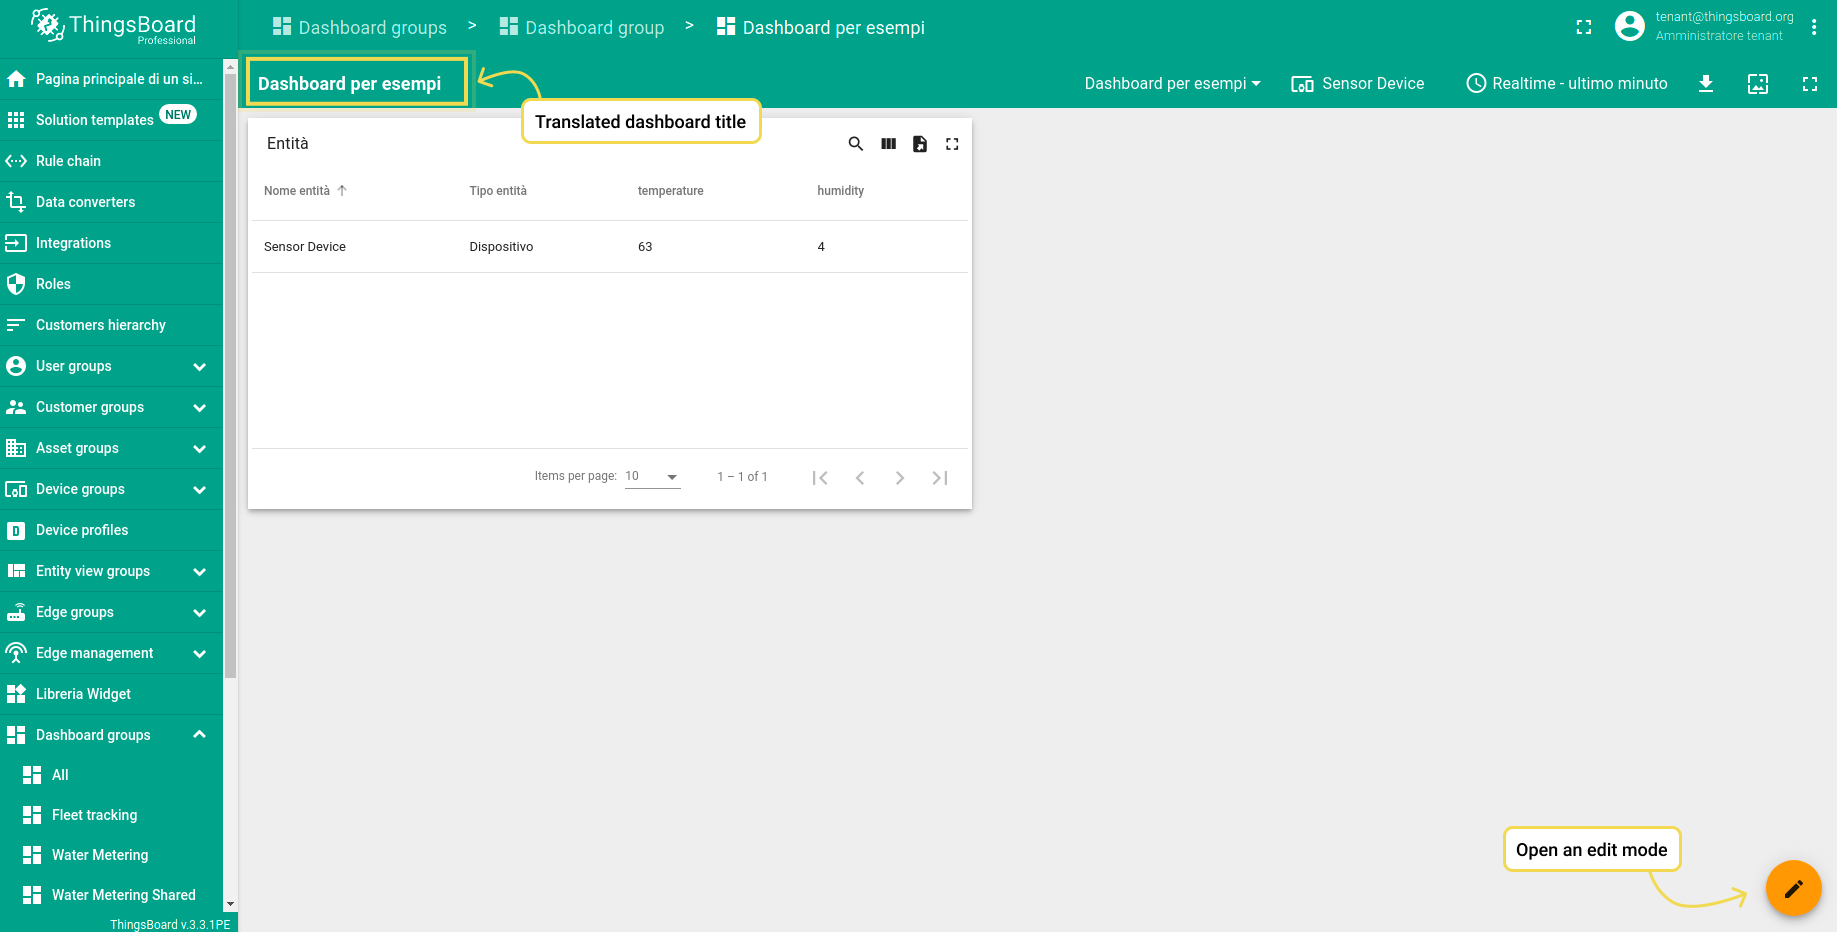 ThingsBoard
Professional
Dashboard groups > Dashboard group > Dashboard per esempi
tenant@thingsboard.org
Amministratore tenant
Dashboard per esempi
Translated dashboard title
Dashboard per esempi
Sensor Device
Realtime - ultimo minuto
Pagina principale di un si...
Solution templates NEW
Rule chain
Data converters
Integrations
Roles
Customers hierarchy
User groups
Customer groups
Asset groups
Device groups
Device profiles
Entity view groups
Edge groups
Edge management
Libreria Widget
Dashboard groups
All
Fleet tracking
Water Metering
Water Metering Shared
ThingsBoard v.3.3.1PE
Entità
Nome entità Tipo entità temperature humidity
Sensor Device Dispositivo 63 4
Items per page: 10 1 – 1 of 1
Open an edit mode